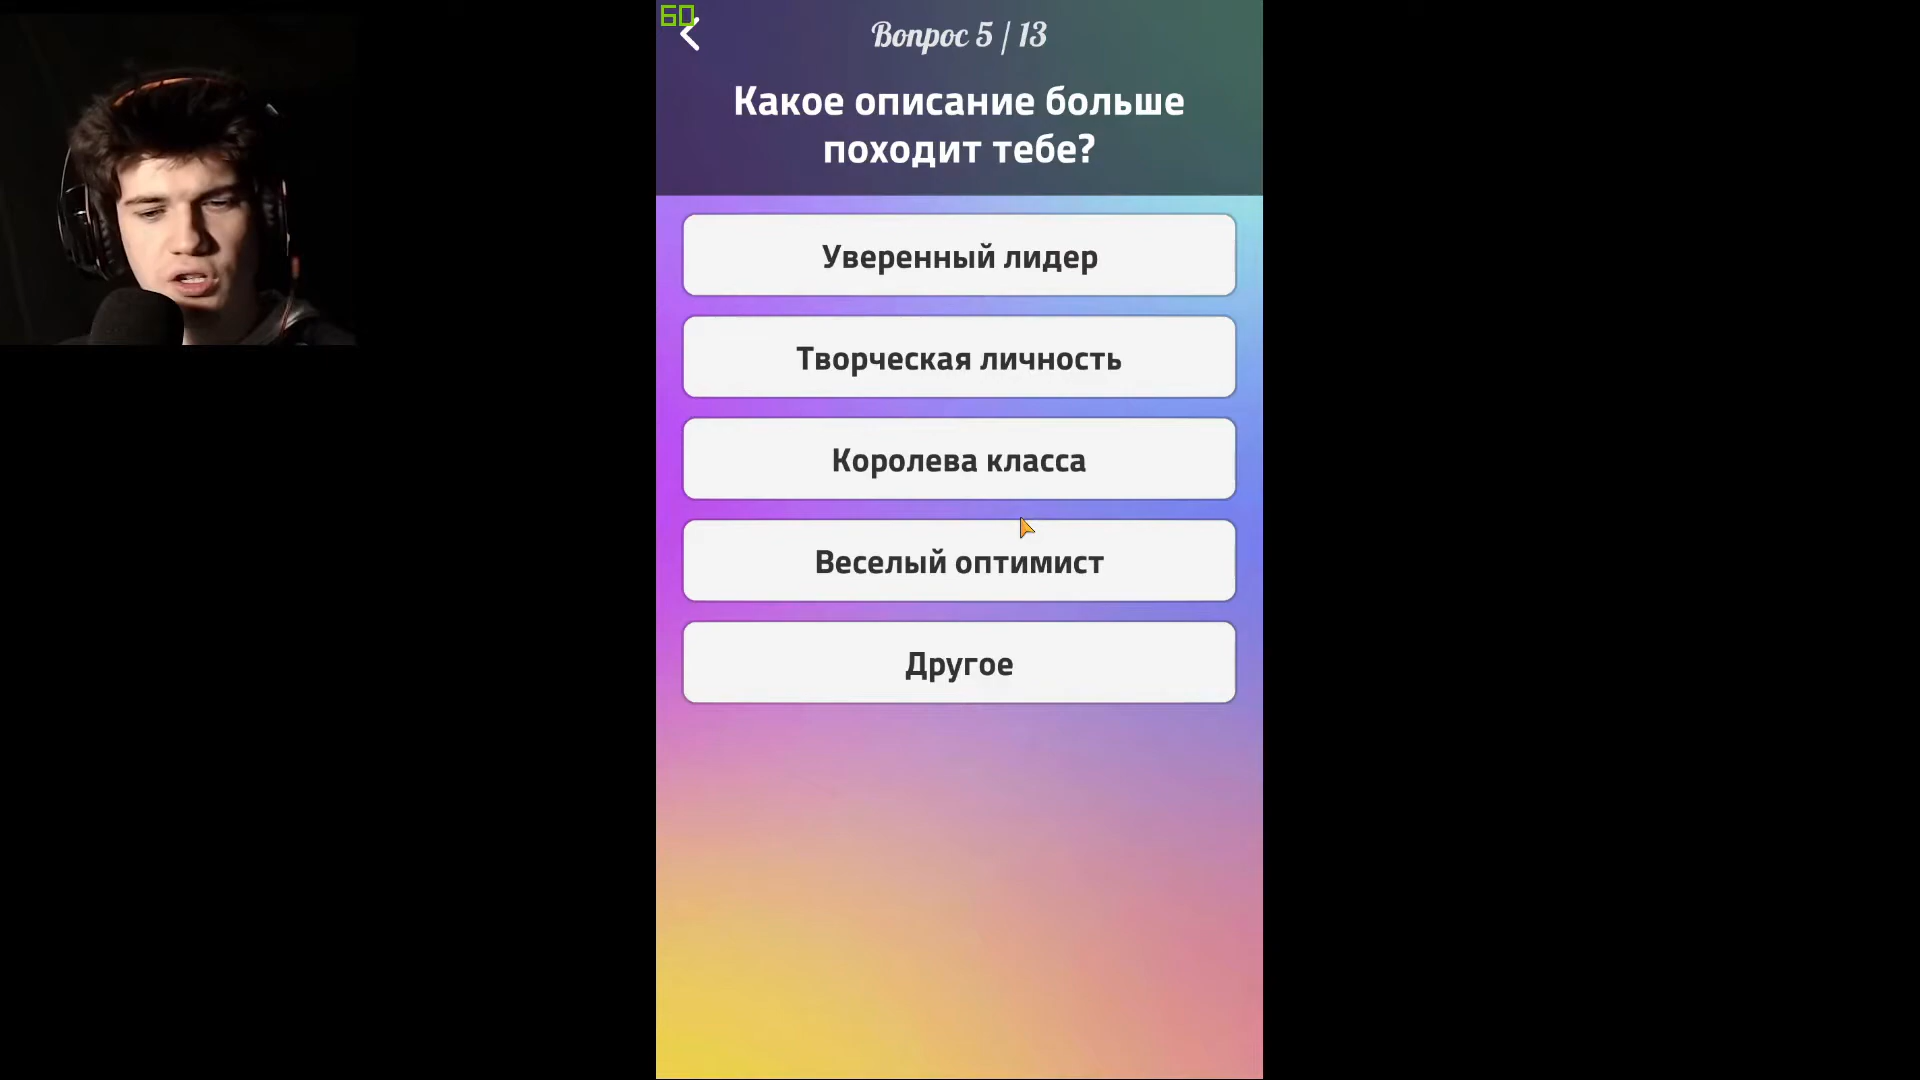 60
Вопрос 5 / 13
Какое описание больше
походит тебе?
Уверенный лидер
Творческая личность
Королева класса
Веселый оптимист
Другое